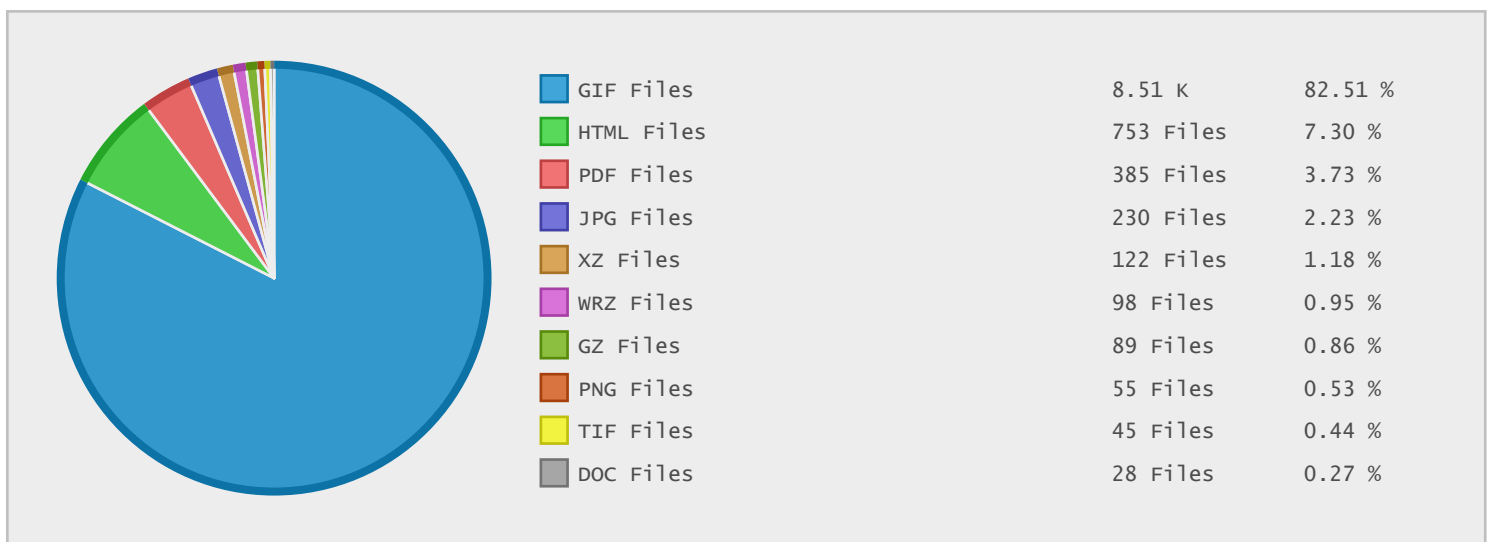 GIF Files 8.51 K 82.51 %
HTML Files 753 Files 7.30 %
PDF Files 385 Files 3.73 %
JPG Files 230 Files 2.23 %
XZ Files 122 Files 1.18 %
WRZ Files 98 Files 0.95 %
GZ Files 89 Files 0.86 %
PNG Files 55 Files 0.53 %
TIF Files 45 Files 0.44 %
DOC Files 28 Files 0.27 %